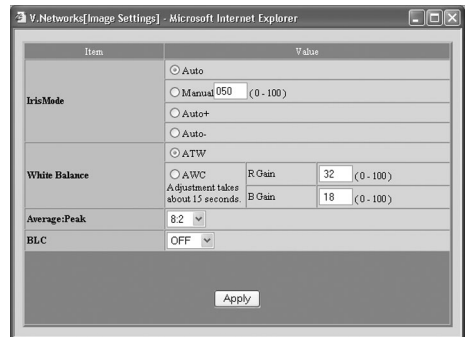 V.Networks[Image Settings] - Microsoft Internet Explorer
Item Value
IrisMode
Auto
Manual 050 (0 - 100)
Auto+
Auto-
White Balance
ATW
AWC
Adjustment takes
about 15 seconds.
R Gain 32 (0 - 100)
B Gain 18 (0 - 100)
Average:Peak 8:2
BLC OFF
Apply